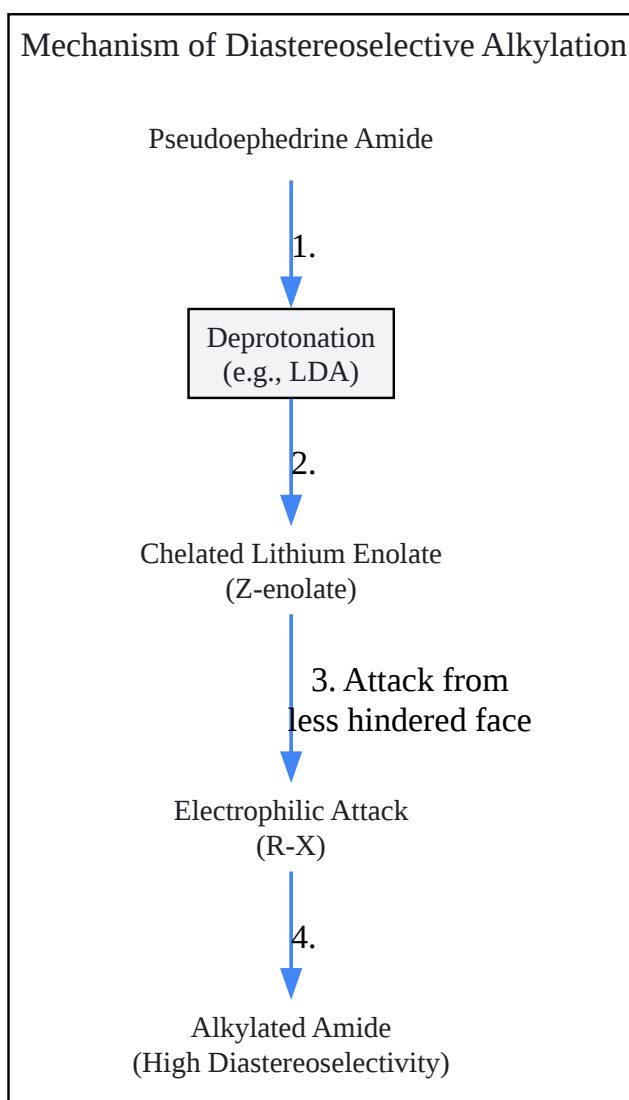 Mechanism of Diastereoselective Alkylation
Pseudoephedrine Amide
1.
Deprotonation
(e.g., LDA)
2.
Chelated Lithium Enolate
(Z-enolate)
3. Attack from
less hindered face
Electrophilic Attack
(R-X)
4.
Alkylated Amide
(High Diastereoselectivity)